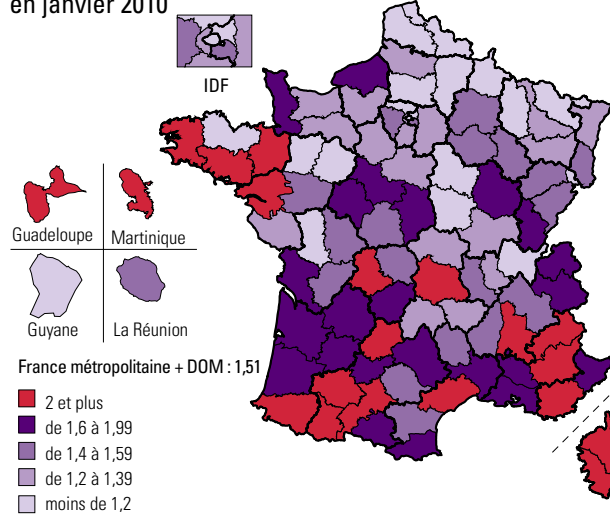 en janvier 2010
IDF
Guadeloupe
Martinique
Guyane
La Réunion
France métropolitaine + DOM : 1,51
2 et plus
de 1,6 à 1,99
de 1,4 à 1,59
de 1,2 à 1,39
moins de 1,2